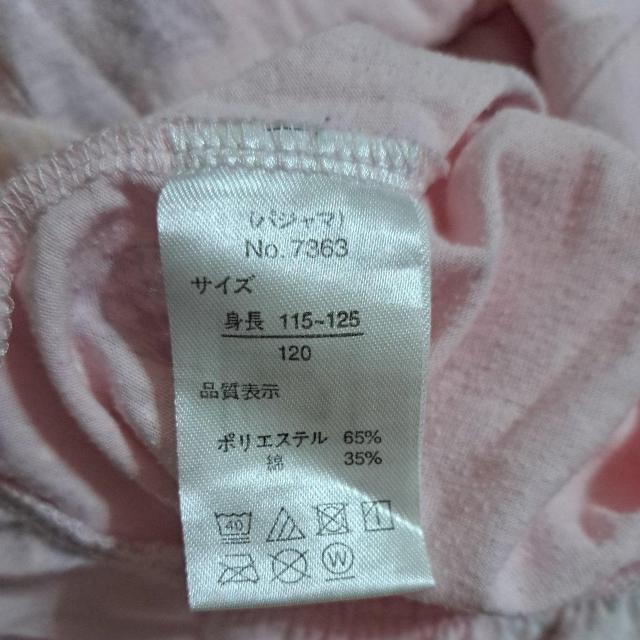 (パジャマ)
No. 7363
サイズ
身長 115~125
120
品質表示
ポリエステル 65%
綿 35%
40
W